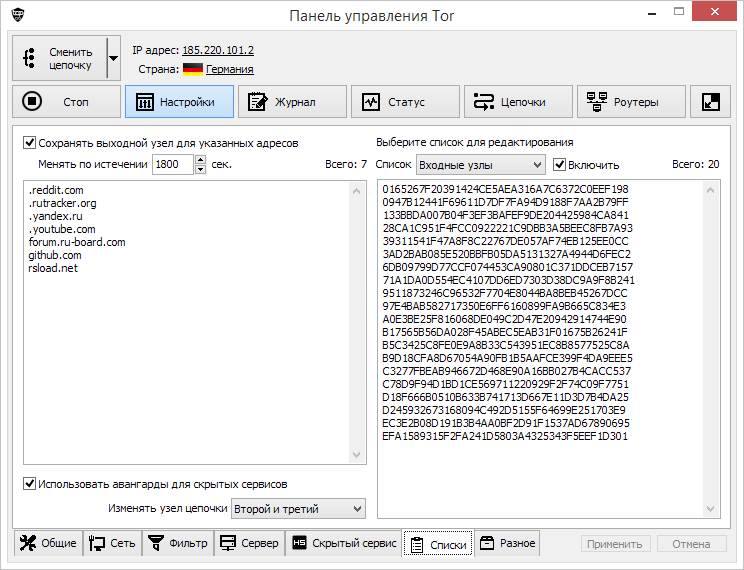 Панель управления Tor
Сменить цепочку
IP адрес: 185.220.101.2
Страна: Германия
Стоп
Настройки
Журнал
Статус
Цепочки
Роутеры
Сохранять выходной узел для указанных адресов
Менять по истечении 1800 сек. Всего: 7
.reddit.com
.rutracker.org
.yandex.ru
.youtube.com
forum.ru-board.com
github.com
rsload.net
Использовать авангарды для скрытых сервисов
Изменять узел цепочки Второй и третий
Выберите список для редактирования
Список Входные узлы Включить Всего: 20
0165267F20391424CE5AEA316A7C6372C0EEF198
0947B12441F69611D7DF7FA94D9188F7AA2B79FF
133BBDA007B04F3EF3BAFEF9DE204425984CA841
28CA1C951F4FCC0922221C9DBB3A5BEEC8FB7A93
39311541F47A8F8C22767DE057AF74EB125EE0CC
3AD2BAB085E520BBFB05DA5131327A4944D6FEC2
6DB09799D77CCF074453CA90801C371DDCEB7157
71A1DA0D554EC4107DD6ED7303D38DC9A9F8B241
9511873246C96532F7704E8044BA8BEB45267DCC
97E4BAB582717350E6FF6160899FA9B665C834E3
A0E3BE25F816068DE049C2D47E20942914744E90
B17565B56DA028F45ABEC5EAB31F01675B26241F
B5C3425C8FE0E9A8B33C543951EC8B8577525C8A
B9D18CFA8D67054A90FB1B5AAFCE399F4DA9EEE5
C3277FBEAB946672D468E90A16BB027B4CACC537
C78D9F94D1BD1CE569711220929F2F74C09F7751
D18F666B0510B633B741713D667E11D3D7B4DA25
D245932673168094C492D5155F64699E251703E9
EC3E2B08D191B3B4AA0BF2D91F1537AD67890695
EFA1589315F2FA241D5803A4325343F5EEF1D301
Общие
Сеть
Фильтр
Сервер
HS Скрытый сервис
Списки
Разное
Применить
Отмена